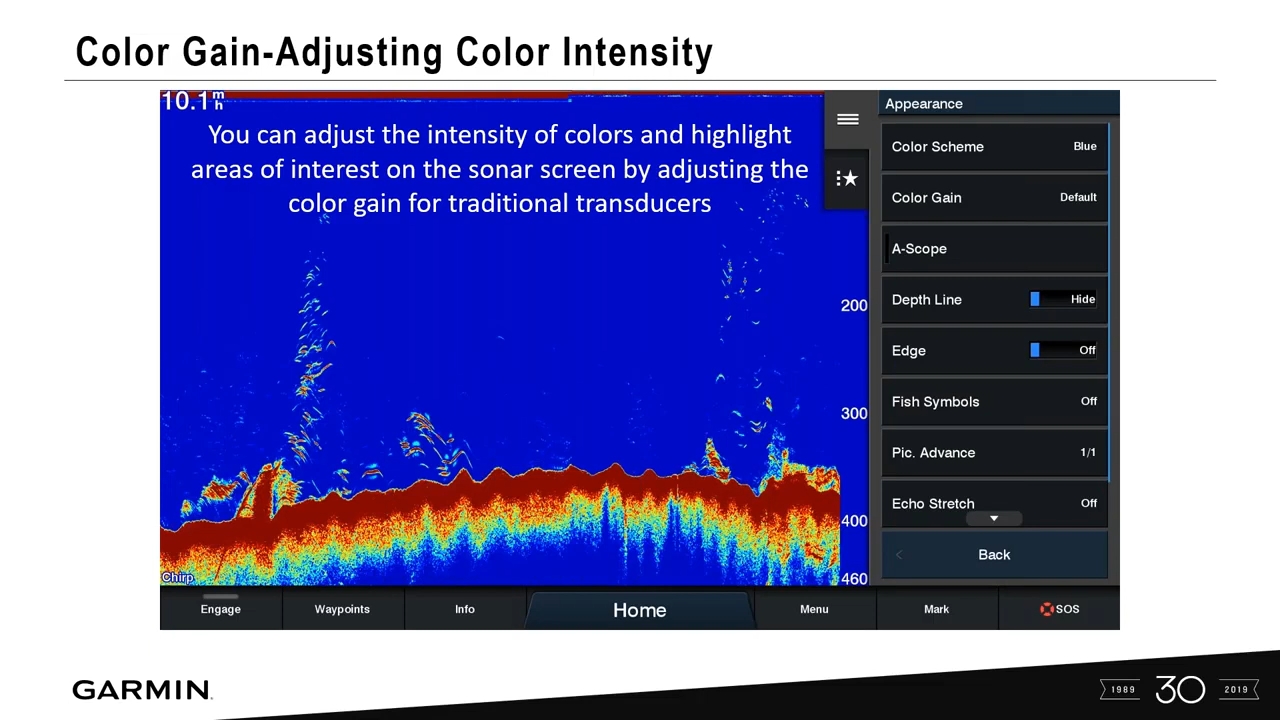 Color Gain-Adjusting Color Intensity
10.1 m/h
You can adjust the intensity of colors and highlight
areas of interest on the sonar screen by adjusting the
color gain for traditional transducers
200
300
400
460
Chirp
Appearance
Color Scheme Blue
Color Gain Default
A-Scope
Depth Line Hide
Edge Off
Fish Symbols Off
Pic. Advance 1/1
Echo Stretch Off
Back
Engage Waypoints Info Home Menu Mark SOS
GARMIN
1989 30 2019